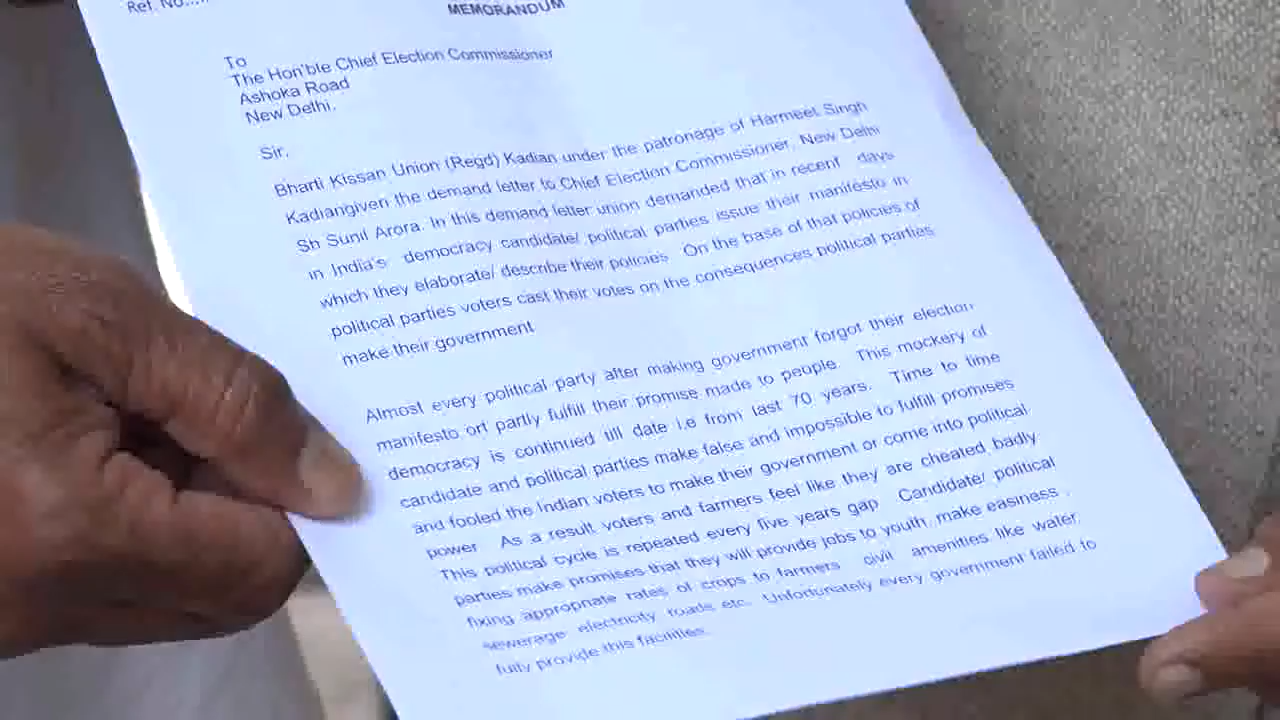 Ref. No.....
MEMORANDUM
To
The Hon'ble Chief Election Commissioner
Ashoka Road
New Delhi.
Sir,
Bharti Kissan Union (Regd) Kadian under the patronage of Harmeet Singh
Kadiangiven the demand letter to Chief Election Commissioner, New Delhi
Sh Sunil Arora. In this demand letter union demanded that in recent days
in India's democracy candidate/ political parties issue their manifesto in
which they elaborate/ describe their policies. On the base of that policies of
political parties voters cast their votes on the consequences political parties
make their government
Almost every political party after making government forgot their election
manifesto ort partly fulfill their promise made to people. This mockery of
democracy is continued till date i.e from last 70 years. Time to time
candidate and political parties make false and impossible to fulfill promises
and fooled the Indian voters to make their government or come into political
power. As a result voters and farmers feel like they are cheated badly
This political cycle is repeated every five years gap Candidate/ political
parties make promises that they will provide jobs to youth, make easiness ,
fixing appropriate rates of crops to farmers civil amenities like water,
sewerage electricity roads etc. Unfortunately every government failed to
fully provide this facilities.